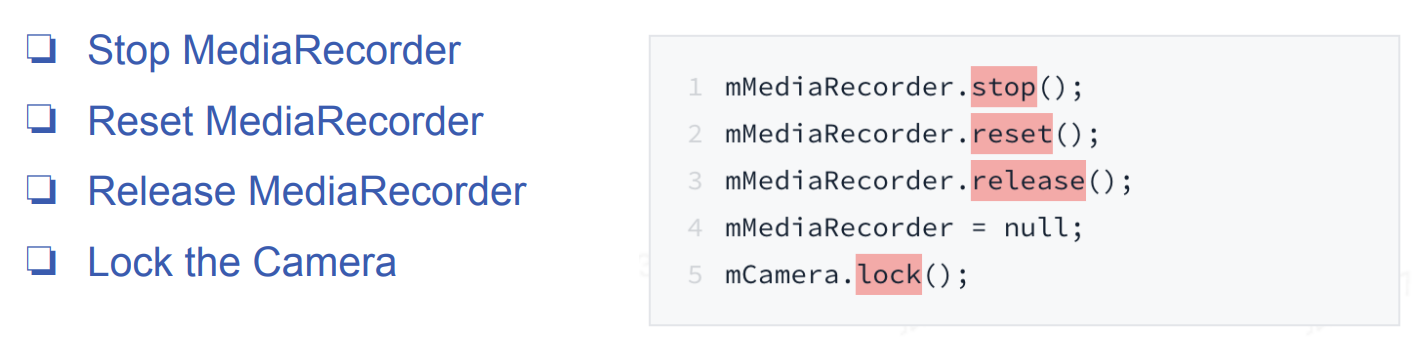 Stop MediaRecorder
Reset MediaRecorder
Release MediaRecorder
Lock the Camera
1 mMediaRecorder.stop();
2 mMediaRecorder.reset();
3 mMediaRecorder.release();
4 mMediaRecorder = null;
5 mCamera.lock();